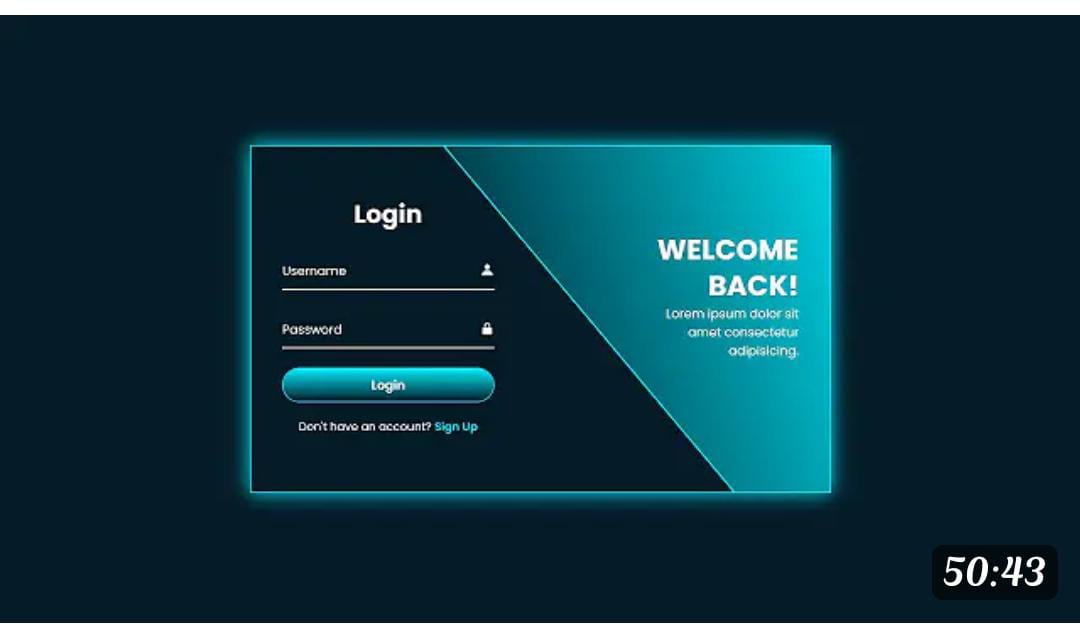 Login
Username
Password
Login
Don't have an account? Sign Up
WELCOME
BACK!
Lorem ipsum dolor sit
amet consectetur
adipisicing.
50:43